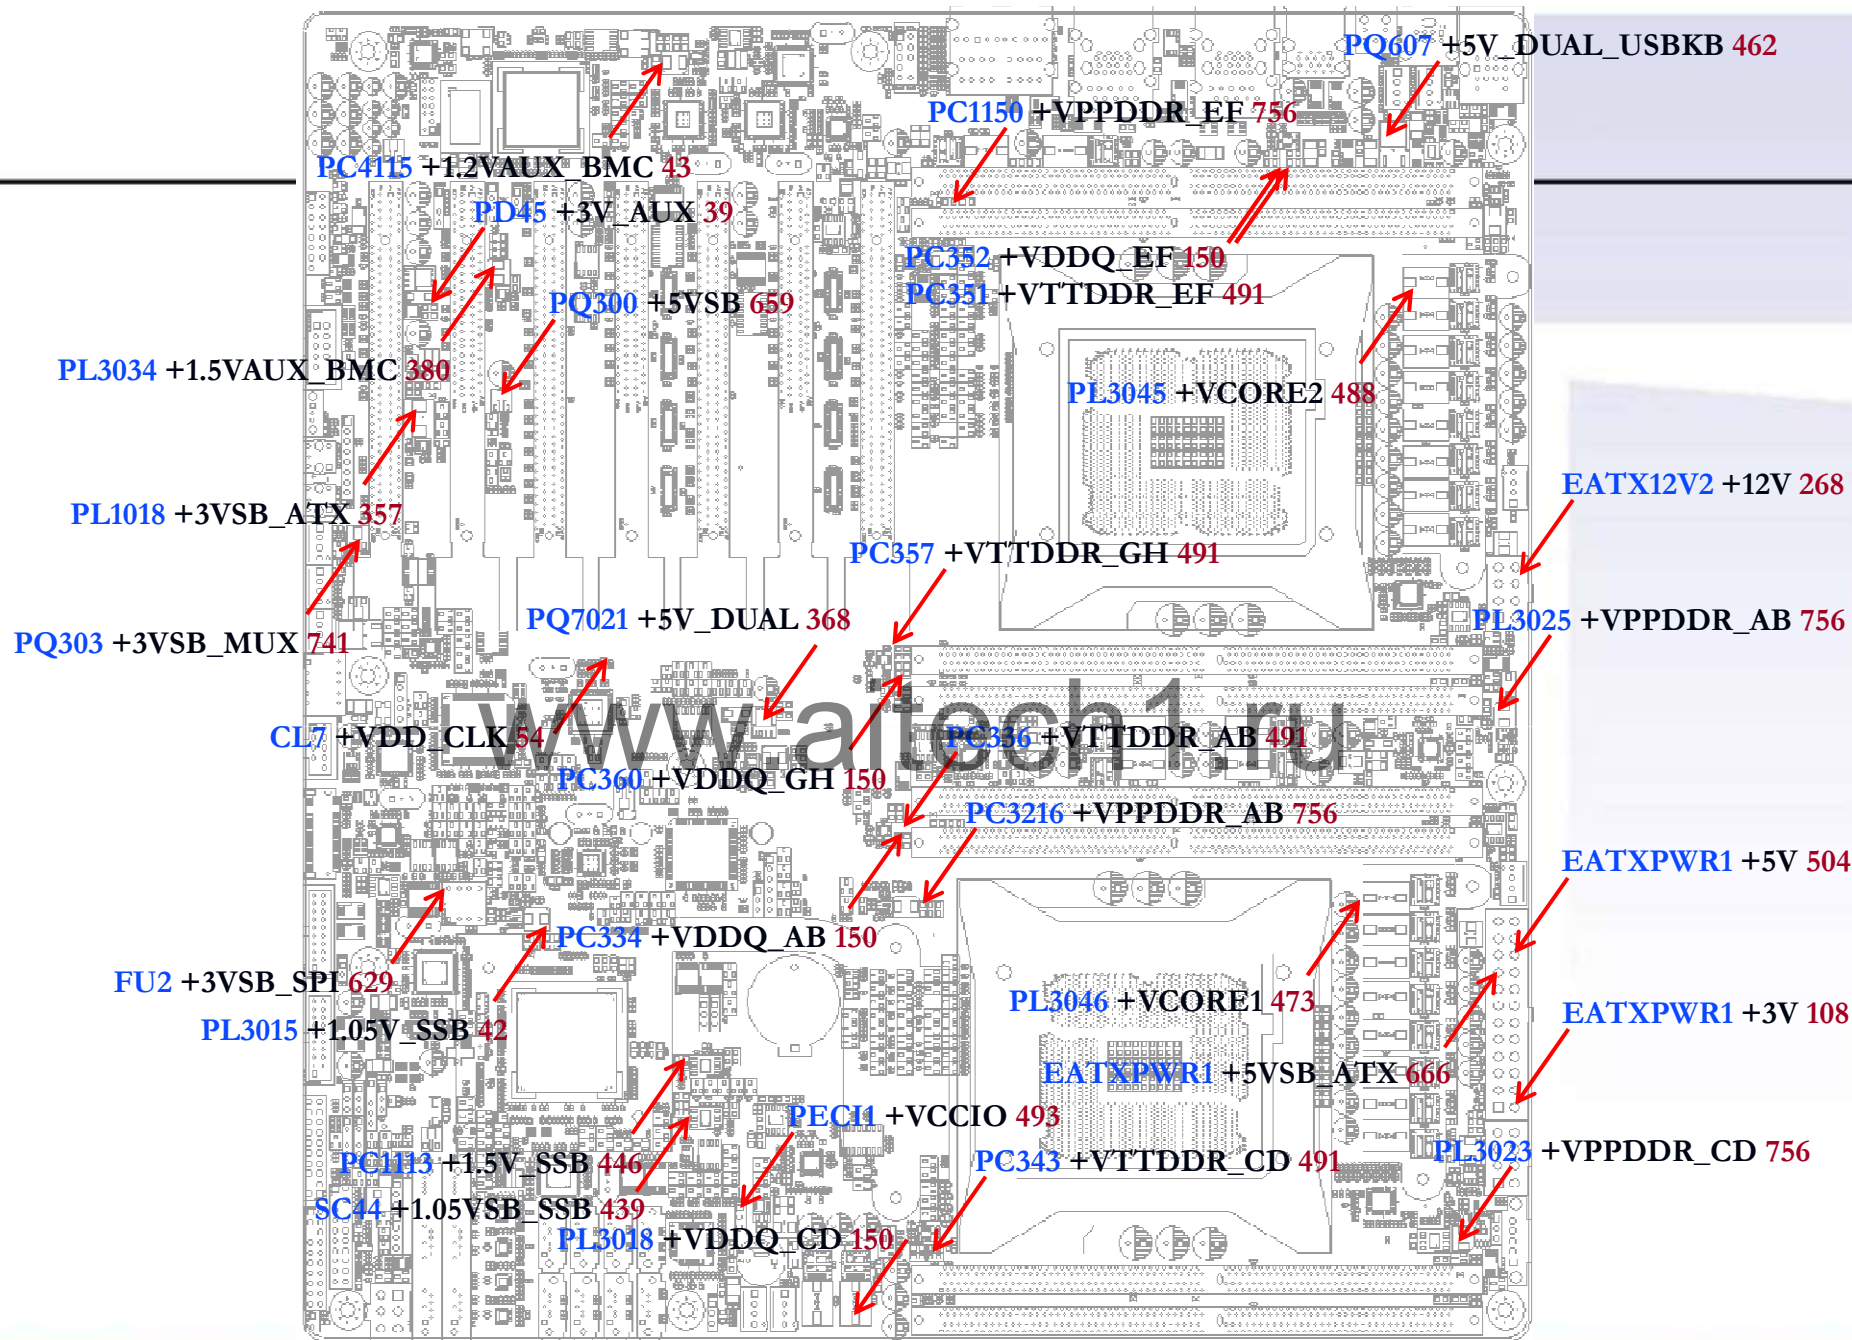 PQ607 +5V_DUAL_USBKB 462
PC1150 +VPPDDR_EF 756
PC4115 +1.2VAUX_BMC 43
PD45 +3V_AUX 39
PC352 +VDDQ_EF 150
PC351 +VTTDDR_EF 491
PQ300 +5VSB 659
PL3034 +1.5VAUX_BMC 380
PL3045 +VCORE2 488
EATX12V2 +12V 268
PL1018 +3VSB_ATX 357
PC357 +VTTDDR_GH 491
PQ7021 +5V_DUAL 368
PL3025 +VPPDDR_AB 756
PQ303 +3VSB_MUX 741
www.aitech1.ru
CL7 +VDD_CLK 54
PC336 +VTTDDR_AB 491
PC360 +VDDQ_GH 150
PC3216 +VPPDDR_AB 756
EATXPWR1 +5V 504
PC334 +VDDQ_AB 150
FU2 +3VSB_SPI 629
PL3046 +VCORE1 473
EATXPWR1 +3V 108
PL3015 +1.05V_SSB 42
EATXPWR1 +5VSB_ATX 666
PECI1 +VCCIO 493
PL3023 +VPPDDR_CD 756
PC1113 +1.5V_SSB 446
PC343 +VTTDDR_CD 491
SC44 +1.05VSB_SSB 439
PL3018 +VDDQ_CD 150